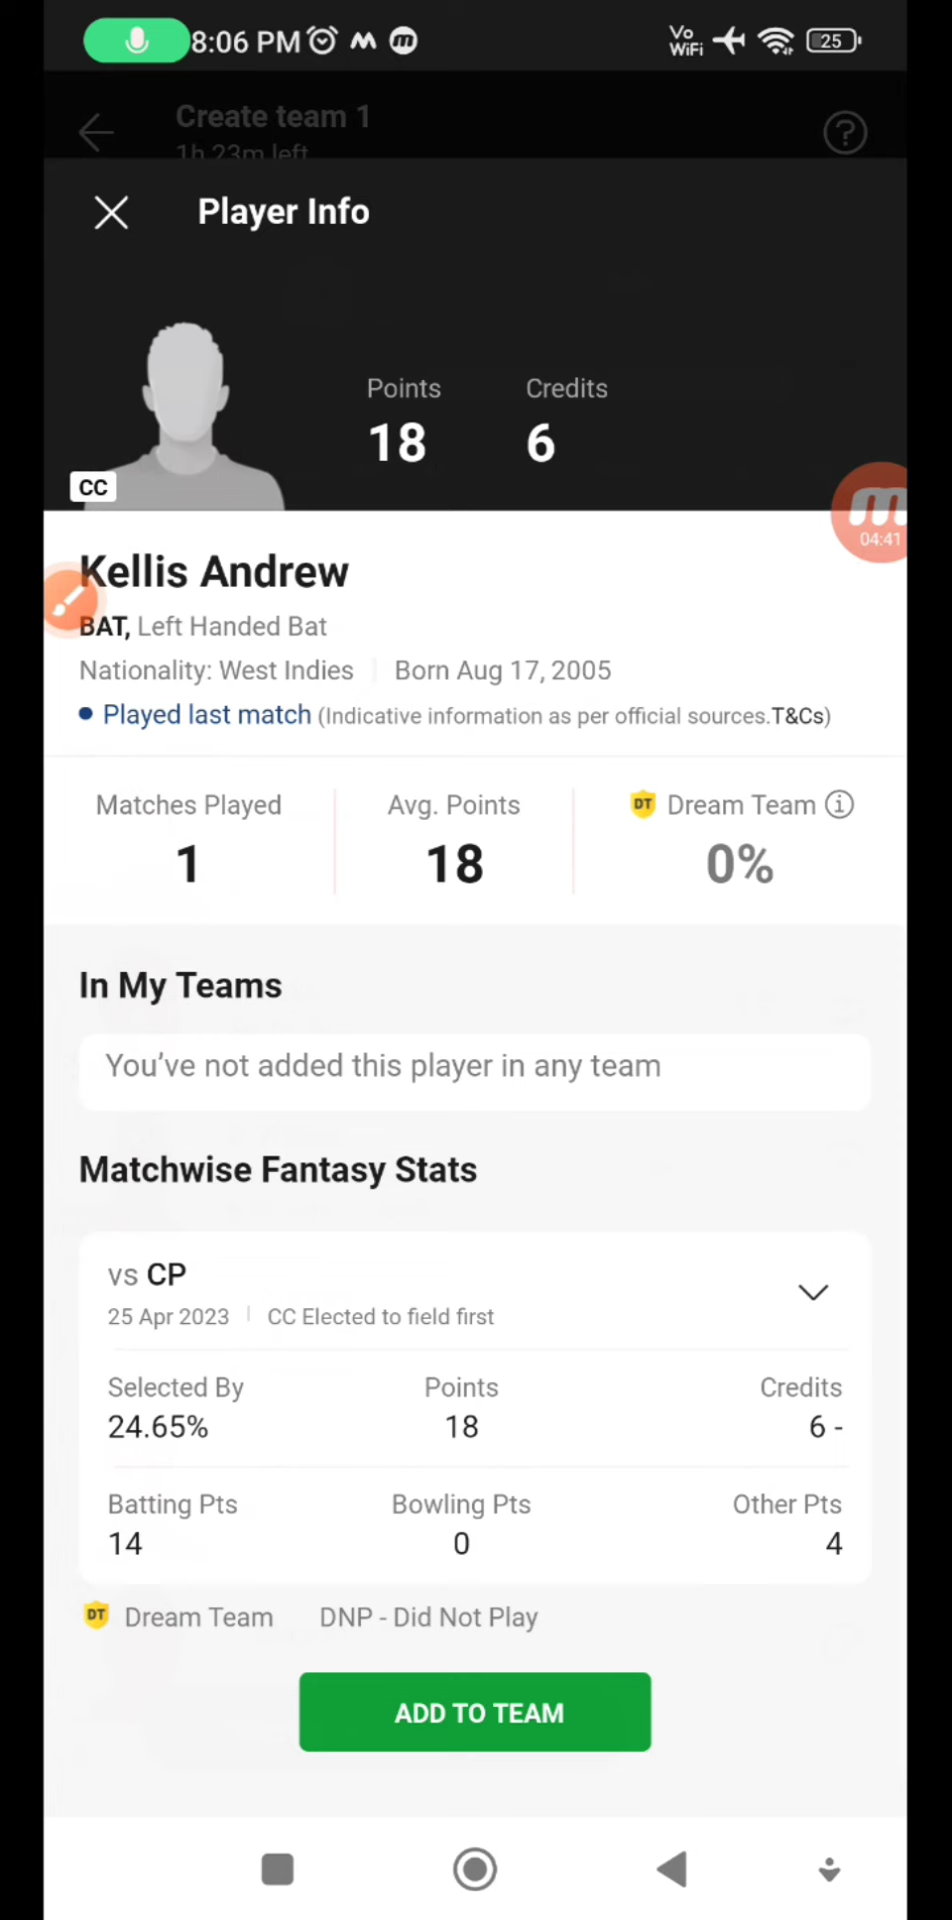 8:06 PM
Vo
WiFi
25
Create team 1
1h 23m left
Player Info
Points
Credits
18
6
CC
04:41
Kellis Andrew
BAT, Left Handed Bat
Nationality: West Indies
Born Aug 17, 2005
Played last match (Indicative information as per official sources.T&Cs)
Matches Played
Avg. Points
DT Dream Team
1
18
0%
In My Teams
You’ve not added this player in any team
Matchwise Fantasy Stats
vs CP
25 Apr 2023
CC Elected to field first
Selected By
Points
Credits
24.65%
18
6 -
Batting Pts
Bowling Pts
Other Pts
14
0
4
DT Dream Team
DNP - Did Not Play
ADD TO TEAM